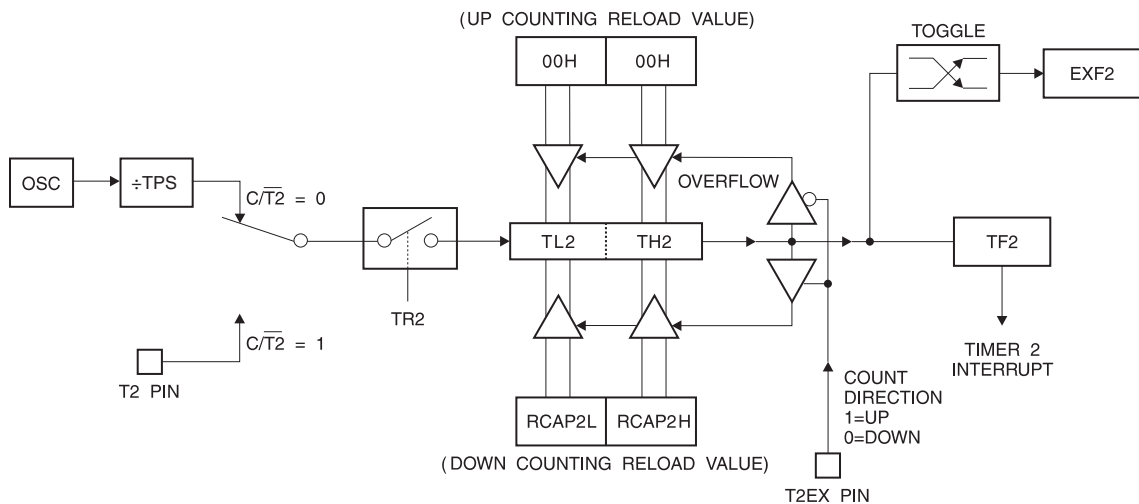 (UP COUNTING RELOAD VALUE)
00H 00H
TOGGLE
EXF2
OSC
÷TPS
C/T2̅ = 0
OVERFLOW
TL2 TH2
TF2
TR2
C/T2̅ = 1
T2 PIN
TIMER 2
INTERRUPT
COUNT
DIRECTION
1=UP
0=DOWN
RCAP2L RCAP2H
(DOWN COUNTING RELOAD VALUE)
T2EX PIN